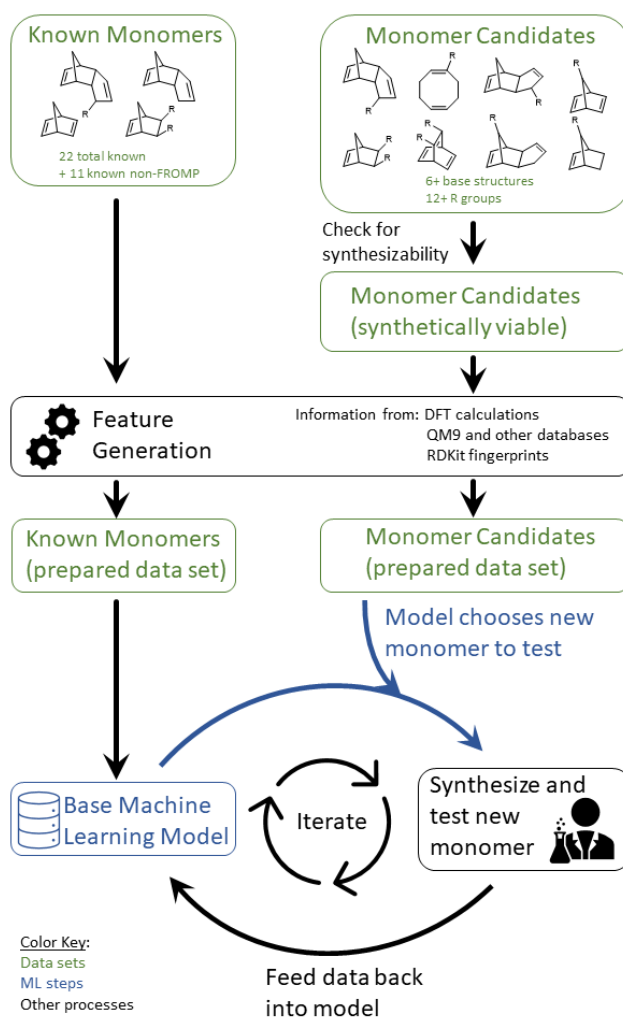 Known Monomers
R
R
R
22 total known
+ 11 known non-FROMP
Monomer Candidates
R
R
R
R
R
R
R
R
R
R
6+ base structures
12+ R groups
Check for
synthesizability
Monomer Candidates
(synthetically viable)
Feature
Generation
Information from: DFT calculations
QM9 and other databases
RDKit fingerprints
Known Monomers
(prepared data set)
Monomer Candidates
(prepared data set)
Model chooses new
monomer to test
Base Machine
Learning Model
Iterate
Synthesize and
test new
monomer
Feed data back
into model
Color Key:
Data sets
ML steps
Other processes